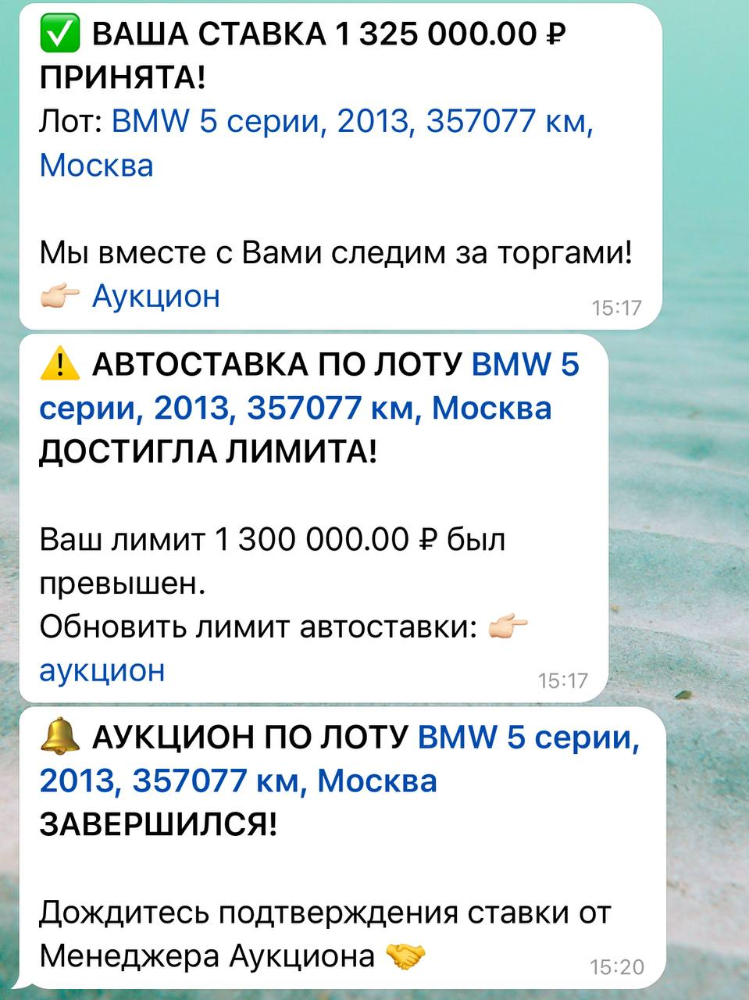 ✅ ВАША СТАВКА 1 325 000.00 ₽
ПРИНЯТА!
Лот: BMW 5 серии, 2013, 357077 км,
Москва
Мы вместе с Вами следим за торгами!
👉🏻 Аукцион
15:17
⚠️ АВТОСТАВКА ПО ЛОТУ BMW 5
серии, 2013, 357077 км, Москва
ДОСТИГЛА ЛИМИТА!
Ваш лимит 1 300 000.00 ₽ был
превышен.
Обновить лимит автоставки: 👉🏻
аукцион
15:17
🔔 АУКЦИОН ПО ЛОТУ BMW 5 серии,
2013, 357077 км, Москва
ЗАВЕРШИЛСЯ!
Дождитесь подтверждения ставки от
Менеджера Аукциона 🤝
15:20